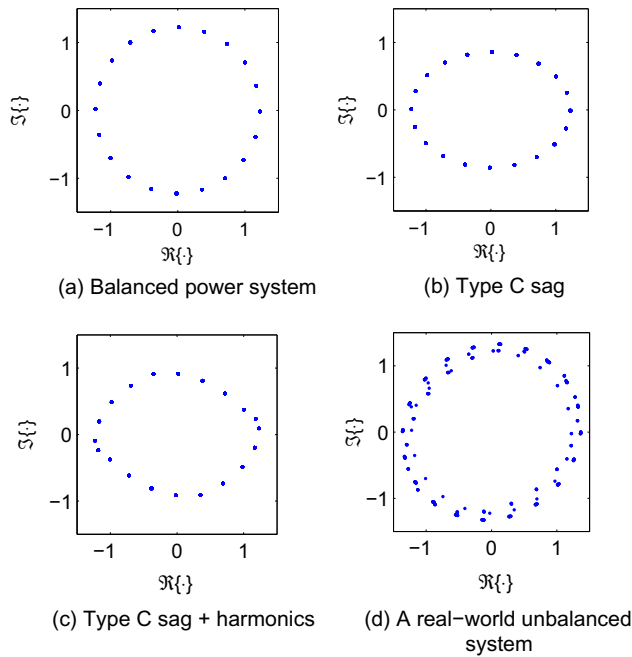 1
0
−1
ℑ{·}
−1 0 1
ℜ{·}
(a) Balanced power system
1
0
−1
ℑ{·}
−1 0 1
ℜ{·}
(b) Type C sag
1
0
−1
ℑ{·}
−1 0 1
ℜ{·}
(c) Type C sag + harmonics
1
0
−1
ℑ{·}
−1 0 1
ℜ{·}
(d) A real−world unbalanced
system